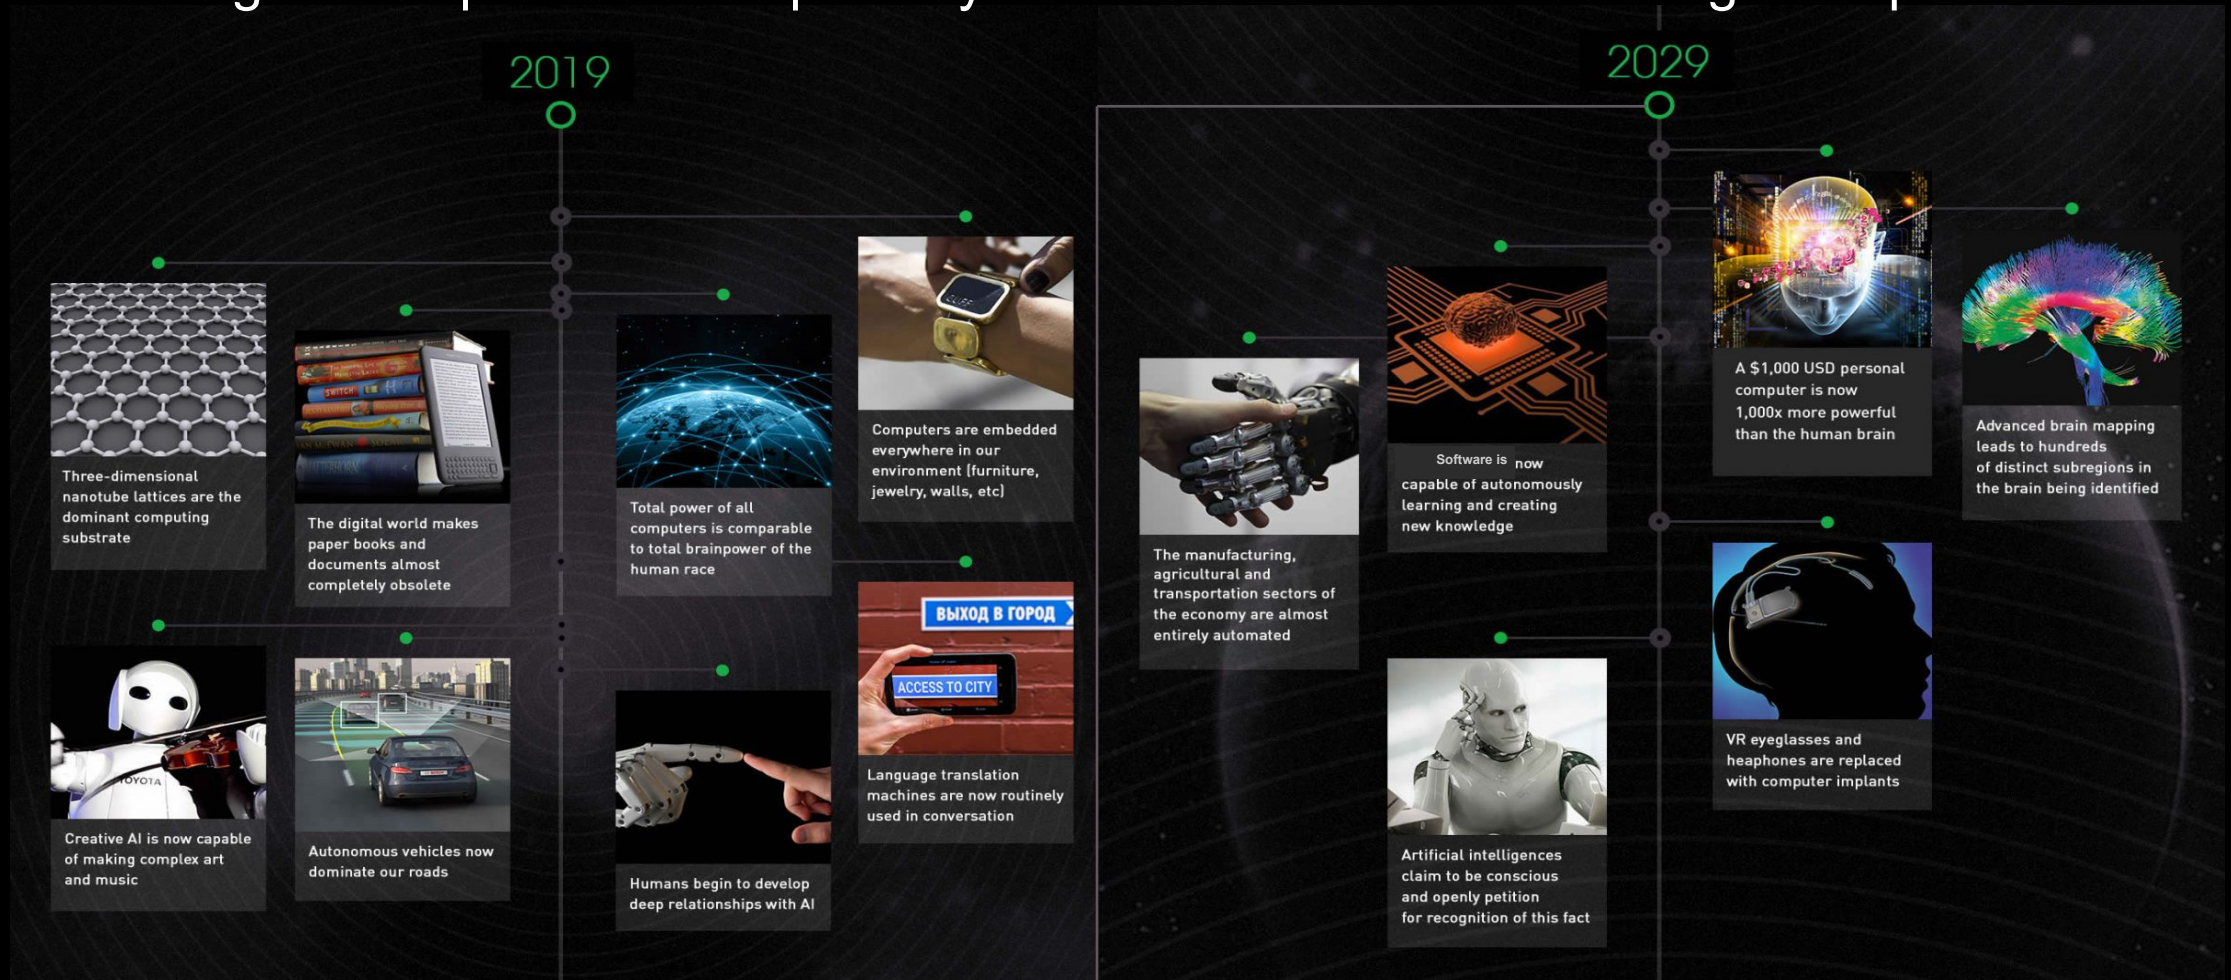 2019
Computers are embedded
everywhere in our
environment (furniture,
jewelry, walls, etc)
Three-dimensional
nanotube lattices are the
dominant computing
substrate
Total power of all
computers is comparable
to total brainpower of the
human race
SWITCH
The digital world makes
paper books and
documents almost
completely obsolete
ВЫХОД В ГОРОД
ACCESS TO CITY
Language translation
machines are now routinely
used in conversation
TOYOTA
Creative AI is now capable
of making complex art
and music
Autonomous vehicles now
dominate our roads
Humans begin to develop
deep relationships with AI
2029
A $1,000 USD personal
computer is now
1,000x more powerful
than the human brain
Advanced brain mapping
leads to hundreds
of distinct subregions in
the brain being identified
Software is now
capable of autonomously
learning and creating
new knowledge
The manufacturing,
agricultural and
transportation sectors of
the economy are almost
entirely automated
VR eyeglasses and
heaphones are replaced
with computer implants
Artificial intelligences
claim to be conscious
and openly petition
for recognition of this fact